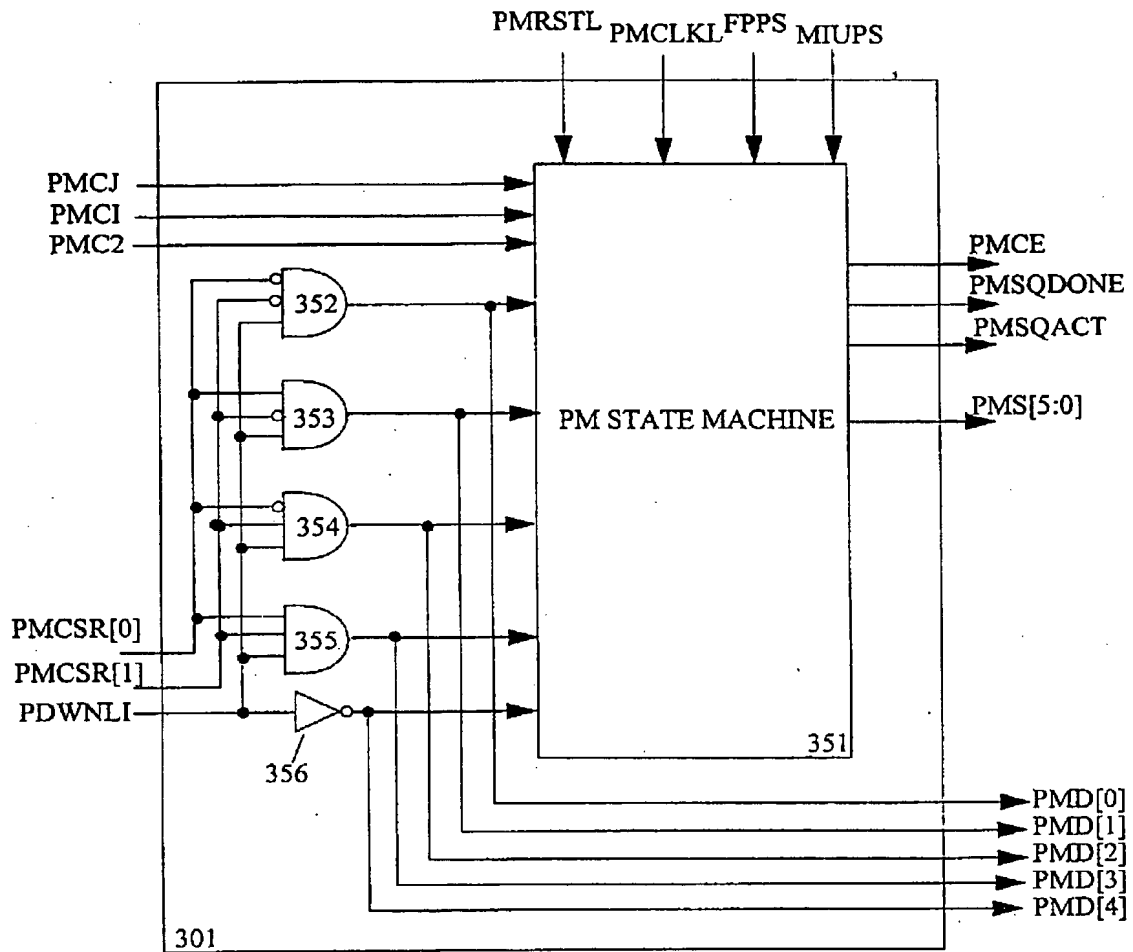 PMRSTL
PMCLKL
FPPS
MIUPS
PMCJ
PMCI
PMC2
PMCE
PMSQDONE
PMSQACT
PMS[5:0]
352
353
PM STATE MACHINE
354
355
PMCSR[0]
PMCSR[1]
PDWNLI
356
351
PMD[0]
PMD[1]
PMD[2]
PMD[3]
PMD[4]
301